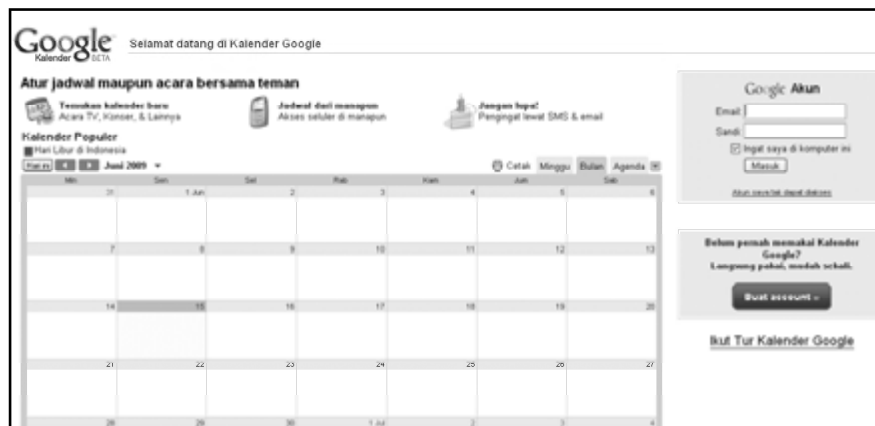 Google
Kalender BETA
Selamat datang di Kalender Google
Atur jadwal maupun acara bersama teman
Temukan kalender baru
Acara TV, Konser, & Lainnya
Jadwal dari manapun
Akses seluler di manapun
Jangan lupa!
Pengingat lewat SMS & email
Kalender Populer
Hari Libur di Indonesia
Hari ini Juni 2009 Cetak Minggu Bulan Agenda
Min Sen Sel Rab Kam Jum Sab
31 1 Jun 2 3 4 5 6
7 8 9 10 11 12 13
14 15 16 17 18 19 20
21 22 23 24 25 26 27
28 29 30 1 Jul 2 3 4
Google Akun
Email:
Sandi:
Ingat saya di komputer ini
Masuk
Akun saya tak dapat diakses
Belum pernah memakai Kalender
Google?
Langsung pakai, mudah sekali.
Buat account »
Ikut Tur Kalender Google